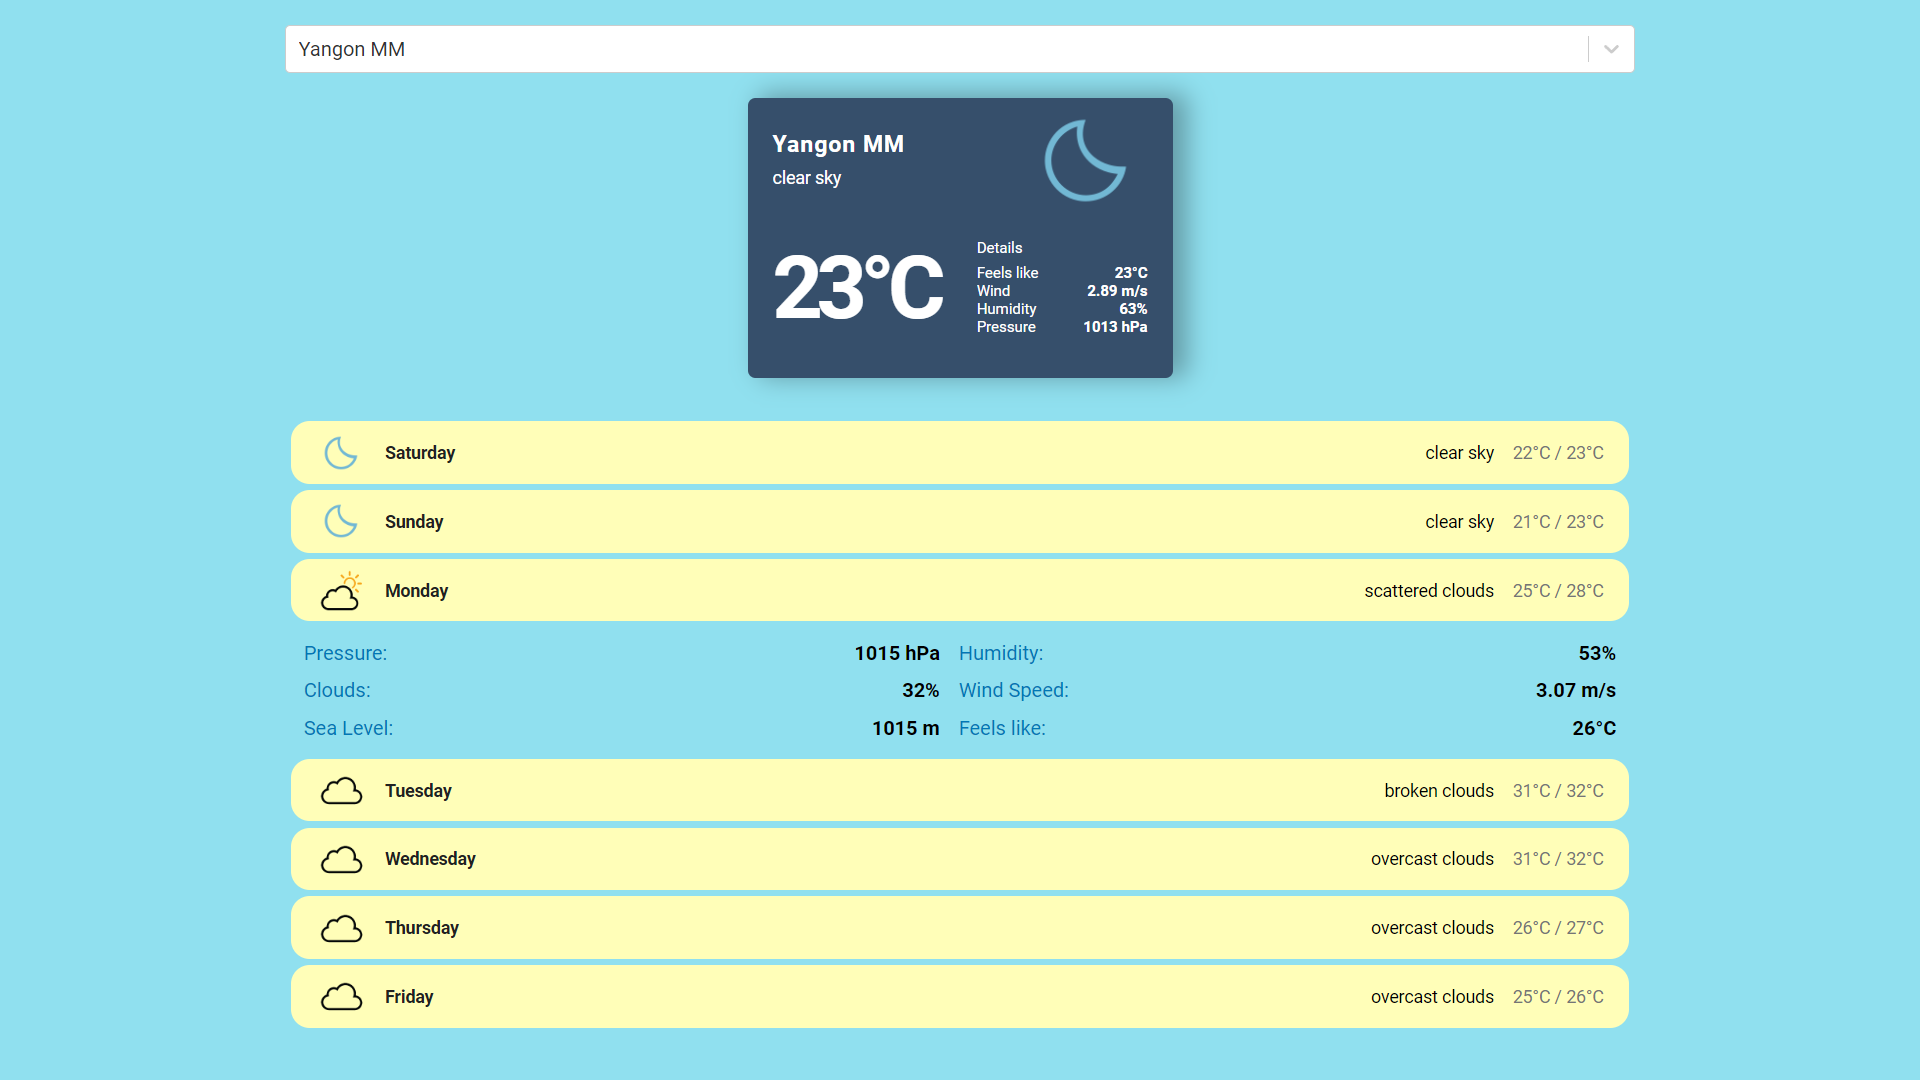 Yangon MM
Yangon MM
clear sky
23°C
Details
Feels like 23°C
Wind 2.89 m/s
Humidity 63%
Pressure 1013 hPa
Saturday clear sky 22°C / 23°C
Sunday clear sky 21°C / 23°C
Monday scattered clouds 25°C / 28°C
Pressure: 1015 hPa Humidity: 53%
Clouds: 32% Wind Speed: 3.07 m/s
Sea Level: 1015 m Feels like: 26°C
Tuesday broken clouds 31°C / 32°C
Wednesday overcast clouds 31°C / 32°C
Thursday overcast clouds 26°C / 27°C
Friday overcast clouds 25°C / 26°C